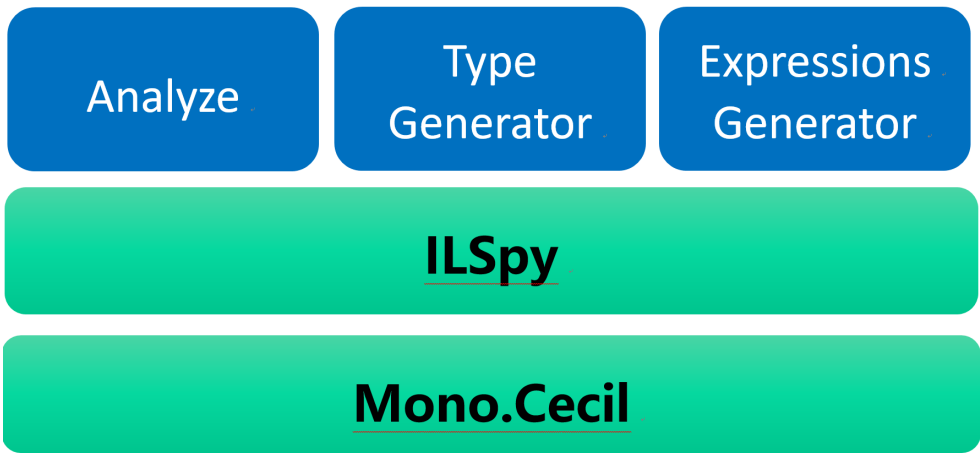 Analyze
Type
Generator
Expressions
Generator
ILSpy
Mono.Cecil